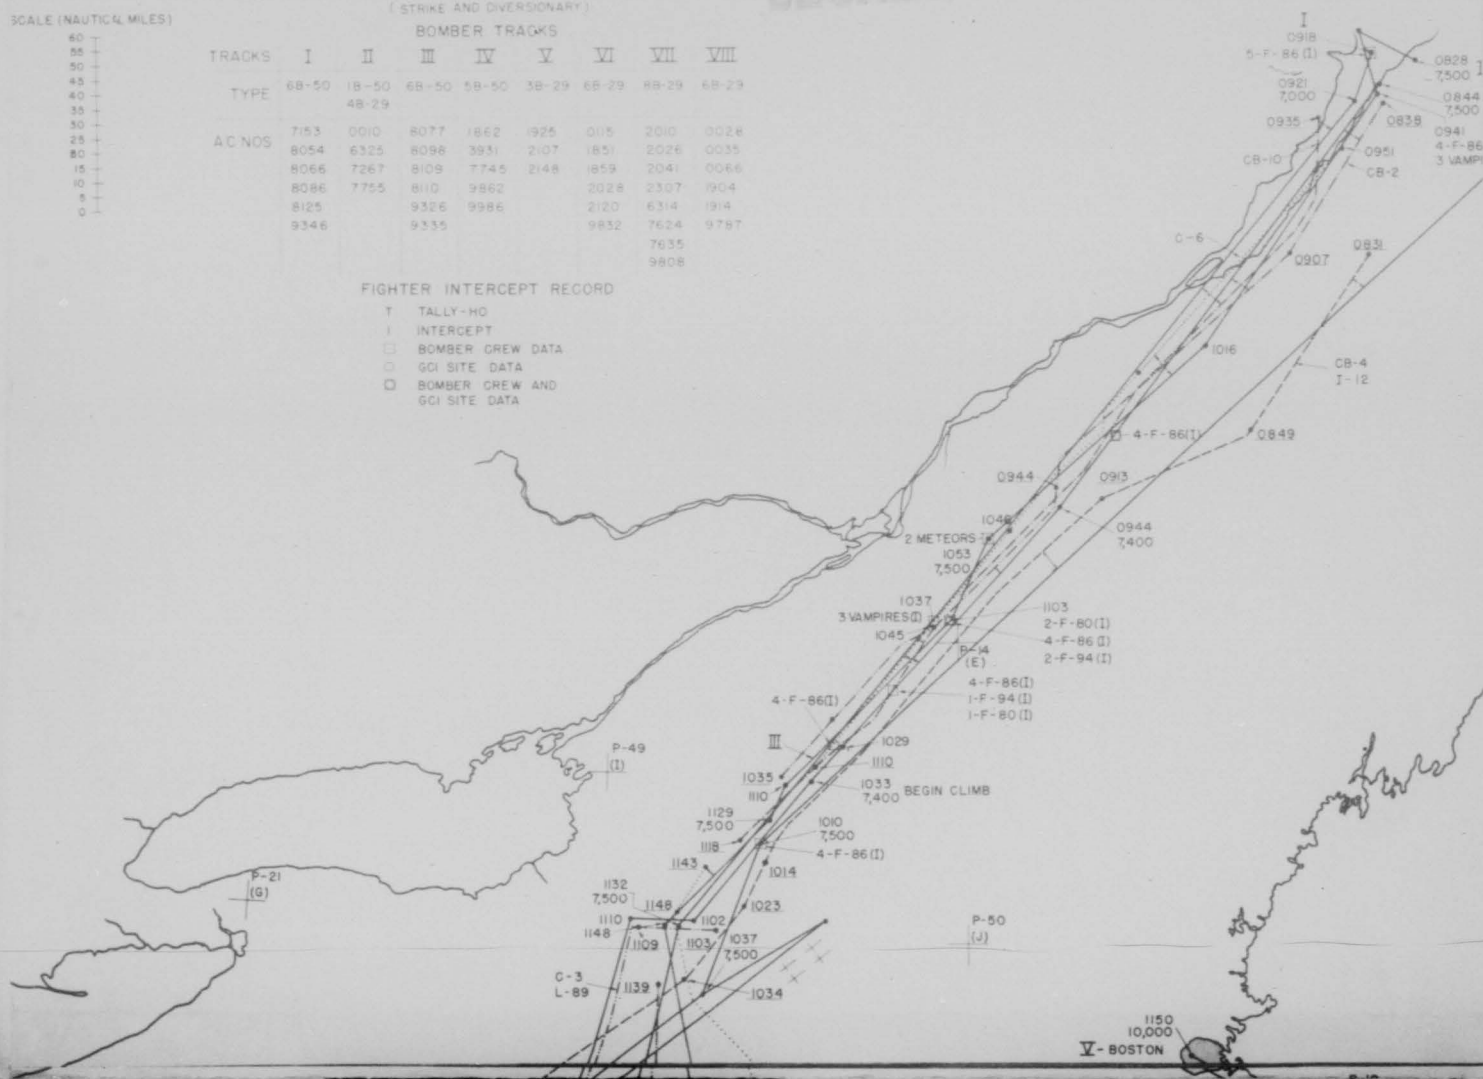 SCALE (NAUTICAL MILES)
60
55
50
45
40
35
30
25
20
15
10
5
0
( STRIKE AND DIVERSIONARY )
BOMBER TRACKS
TRACKS I II III IV V VI VII VIII
TYPE 6B-50 1B-50 6B-50 5B-50 3B-29 6B-29 8B-29 6B-29
4B-29
AC NOS
7153 0010 8077 1862 1925 0115 2010 0028
8054 6325 8098 3931 2107 1851 2026 0035
8066 7267 8109 7745 2148 1859 2041 0066
8086 7755 8110 9862 2028 2307 1904
8125 9326 9986 2120 6314 1914
9346 9335 9832 7624 9787
7635
9808
FIGHTER INTERCEPT RECORD
T TALLY-HO
I INTERCEPT
BOMBER CREW DATA
GCI SITE DATA
BOMBER CREW AND
GCI SITE DATA
I
0918
5-F-86(I)
0921
7,000
0935
CB-10
0828
7,500
0844
7,500
0838
0941
4-F-86
3 VAMPI
0951
CB-2
C-6
0907
0831
1016
CB-4
I-12
4-F-86(I)
0849
0944
0913
0944
7,400
2 METEORS
1053
7,500
1037
3 VAMPIRES(I)
1045
1103
2-F-80(I)
4-F-86(I)
2-F-94(I)
P-14
(E)
4-F-86(I)
1-F-94(I)
1-F-80(I)
4-F-86(I)
III
1029
1110
P-49
(I)
1035
1110
1033
7,400 BEGIN CLIMB
1129
7,500
1118
1010
7,500
4-F-86(I)
1014
1143
P-21
(G)
1132
7,500
1148
1110
1148
1109
1102
1103
1023
1037
7,500
P-50
(J)
C-3
L-89
1139
1034
1150
10,000
V - BOSTON